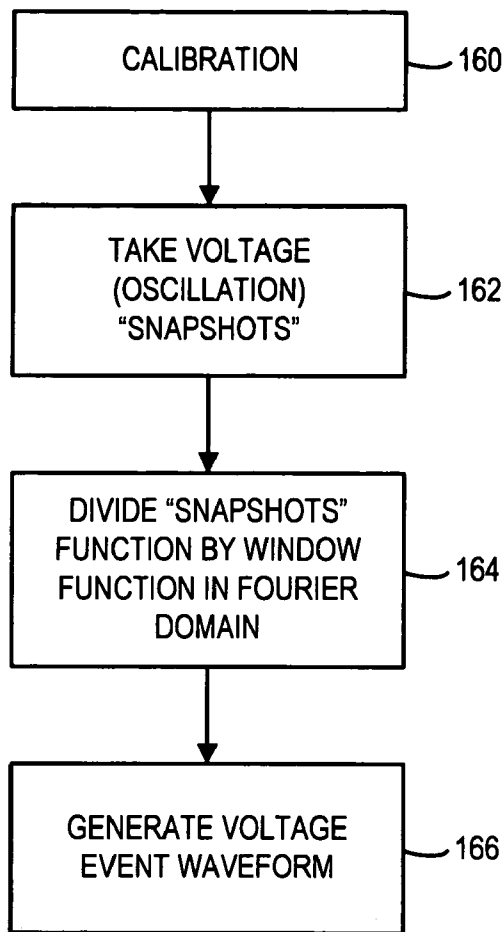 CALIBRATION
160
TAKE VOLTAGE
(OSCILLATION)
"SNAPSHOTS"
162
DIVIDE "SNAPSHOTS"
FUNCTION BY WINDOW
FUNCTION IN FOURIER
DOMAIN
164
GENERATE VOLTAGE
EVENT WAVEFORM
166